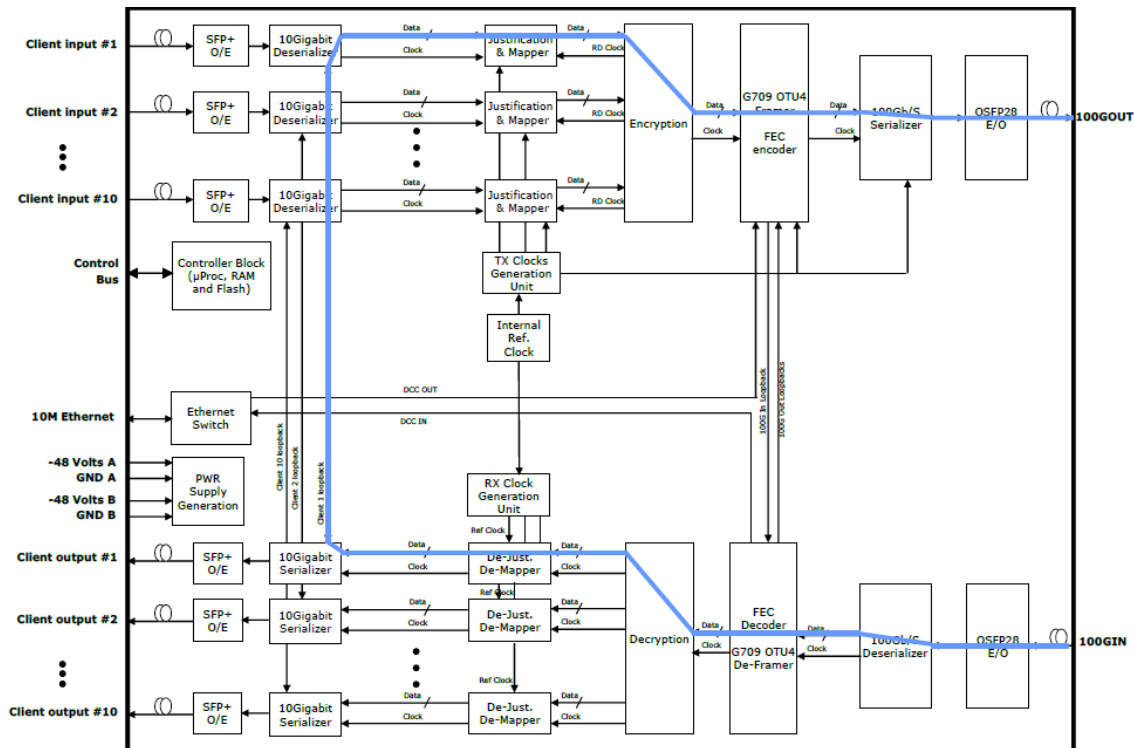 Client input #1
SFP+
O/E
10Gigabit
Deserializer
Data
Clock
Justification
& Mapper
Data
RD Clock
Client input #2
SFP+
O/E
10Gigabit
Deserializer
Data
Clock
Justification
& Mapper
Data
RD Clock
Encryption
Data
Clock
G709 OTU4
Framer
FEC
encoder
Data
Clock
100Gb/S
Serializer
QSFP28
E/O
100GOUT
Client input #10
SFP+
O/E
10Gigabit
Deserializer
Data
Clock
Justification
& Mapper
Data
RD Clock
Control
Bus
Controller Block
(µProc, RAM
and Flash)
TX Clocks
Generation
Unit
Internal
Ref.
Clock
DCC OUT
DCC IN
10M Ethernet
Ethernet
Switch
100G In Loopback
100G Out Loopbacks
Client 10 loopback
Client 2 loopback
Client 1 loopback
-48 Volts A
GND A
-48 Volts B
GND B
PWR
Supply
Generation
RX Clock
Generation
Unit
Ref Clock
Client output #1
SFP+
O/E
10Gigabit
Serializer
Data
Clock
De-Just.
De-Mapper
Data
Clock
Ref Clock
Client output #2
SFP+
O/E
10Gigabit
Serializer
Data
Clock
De-Just.
De-Mapper
Data
Clock
Decryption
Data
Clock
FEC
Decoder
G709 OTU4
De-Framer
Data
Clock
100Gb/S
Deserializer
QSFP28
E/O
100GIN
Ref Clock
Client output #10
SFP+
O/E
10Gigabit
Serializer
Data
Clock
De-Just.
De-Mapper
Data
Clock